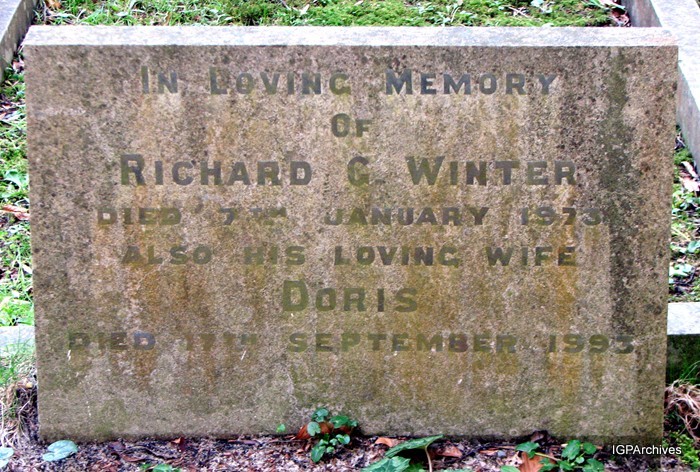 In Loving Memory
Of
Richard G. Winter
Died 7th January 1973
Also his loving wife
Doris
Died 17th September 1993
IGPArchives